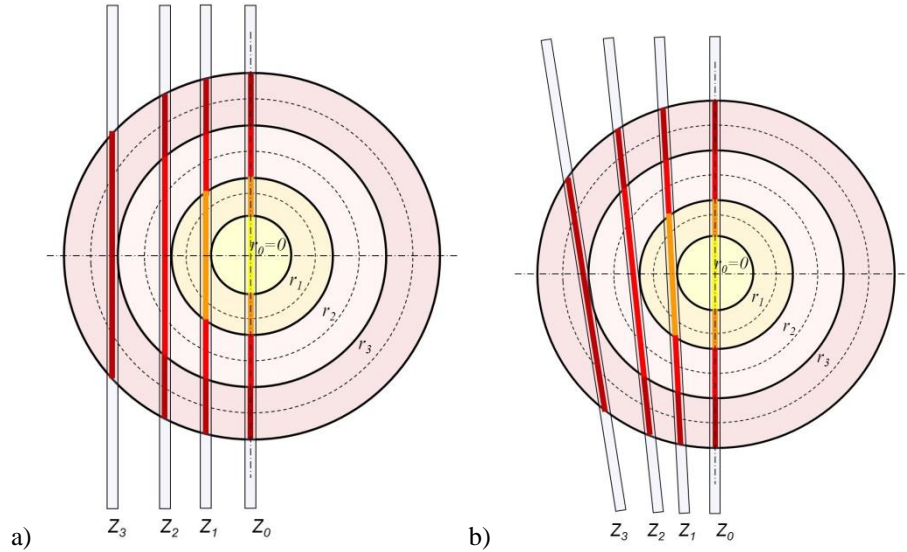 r₀=0
r₁
r₂
r₃
a)
Z₃ Z₂ Z₁ Z₀
r₀=0
r₁
r₂
r₃
b)
Z₃ Z₂ Z₁ Z₀